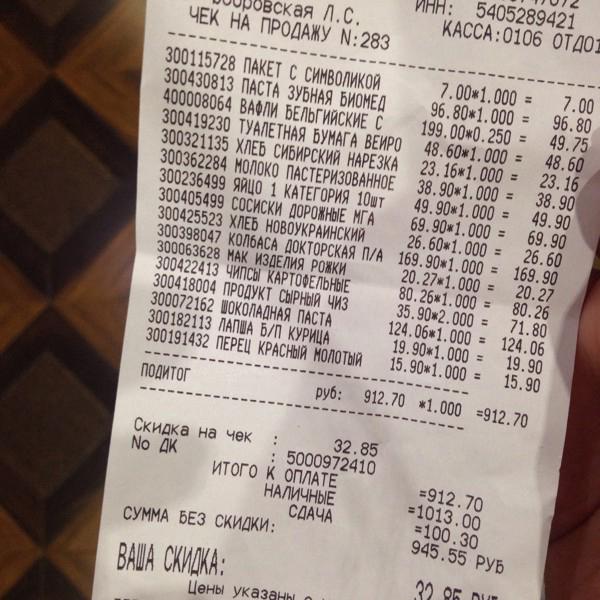 Л.С.
ИНН: 5405289421
ЧЕК НА ПРОДАЖУ N:283
КАССА:0106
300115728 ПАКЕТ С СИМВОЛИКОЙ 7.00*1.000 = 7.00
300430813 ПАСТА ЗУБНАЯ БИОМЕД 96.80*1.000 = 96.80
400008064 ВАФЛИ БЕЛЬГИЙСКИЕ С 199.00*0.250 = 49.75
300419230 ТУАЛЕТНАЯ БУМАГА ВЕЙРО 48.60*1.000 = 48.60
300321135 ХЛЕБ СИБИРСКИЙ НАРЕЗКА 23.16*1.000 = 23.16
300362284 МОЛОКО ПАСТЕРИЗОВАННОЕ 38.90*1.000 = 38.90
300236499 ЯЙЦО 1 КАТЕГОРИЯ 10шт 49.90*1.000 = 49.90
300405499 СОСИСКИ ДОРОЖНЫЕ МГА 69.90*1.000 = 69.90
300425523 ХЛЕБ НОВОУКРАИНСКИЙ 26.60*1.000 = 26.60
300398047 КОЛБАСА ДОКТОРСКАЯ П/А 169.90*1.000 = 169.90
300063628 МАК ИЗДЕЛИЯ РОЖКИ 20.27*1.000 = 20.27
300422413 ЧИПСЫ КАРТОФЕЛЬНЫЕ 80.26*1.000 = 80.26
300418004 ПРОДУКТ СЫРНЫЙ ЧИЗ 35.90*2.000 = 71.80
300072162 ШОКОЛАДНАЯ ПАСТА 124.06*1.000 = 124.06
300182113 ЛАПША Б/П КУРИЦА 19.90*1.000 = 19.90
300191432 ПЕРЕЦ КРАСНЫЙ МОЛОТЫЙ 15.90*1.000 = 15.90
ПОДИТОГ руб: 912.70 *1.000 =912.70
Скидка на чек : 32.85
No ДК : 5000972410
ИТОГО К ОПЛАТЕ =912.70
НАЛИЧНЫЕ =1013.00
СДАЧА =100.30
СУММА БЕЗ СКИДКИ: 945.55 РУБ
ВАША СКИДКА: 32.85 РУБ
Цены указаны